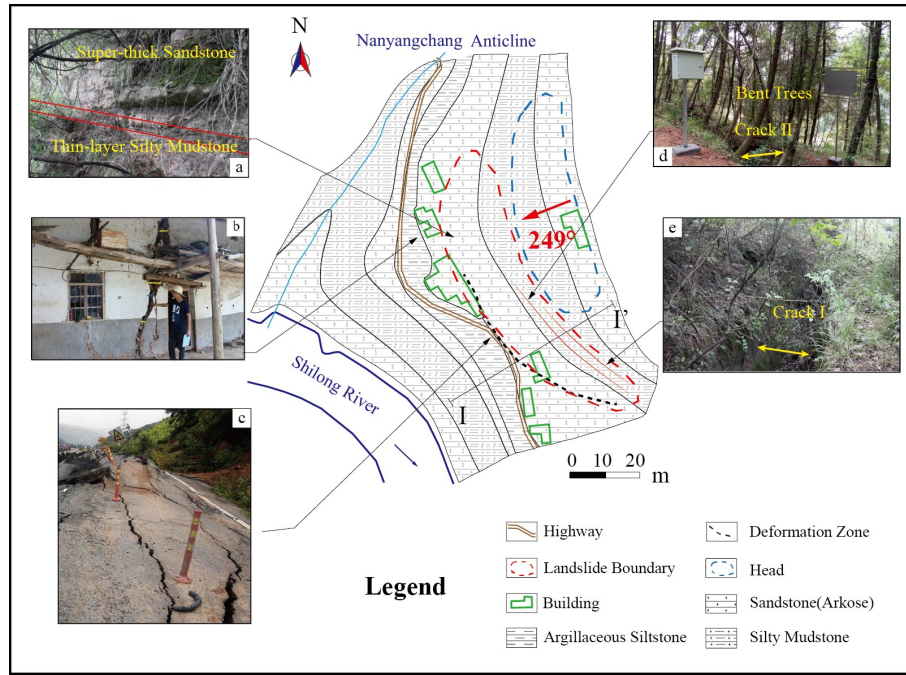 Super-thick Sandstone
Thin-layer Silty Mudstone
a
b
c
N
Nanyangchang Anticline
249°
I'
I
Shilong River
0 10 20 m
Bent Trees
Crack II
d
e
Crack I
Legend
Highway
Landslide Boundary
Building
Argillaceous Siltstone
Deformation Zone
Head
Sandstone(Arkose)
Silty Mudstone